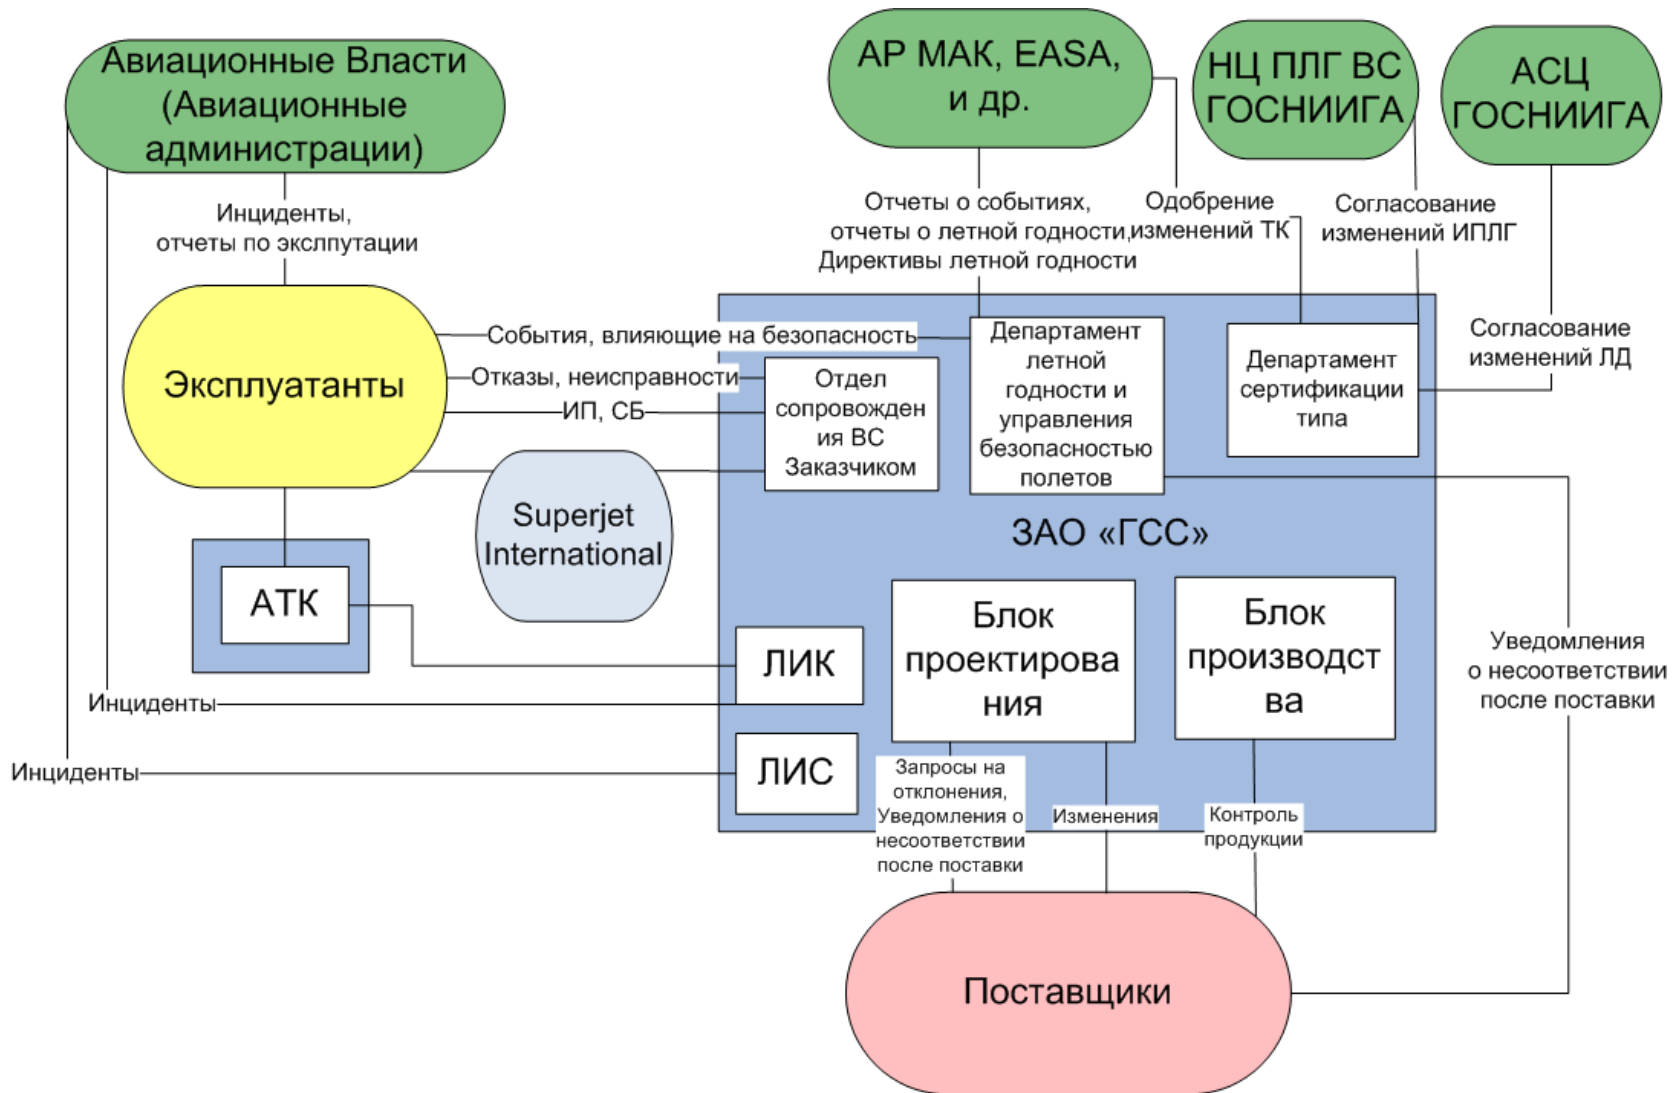 Авиационные Власти
(Авиационные
администрации)
АР МАК, EASA,
и др.
НЦ ПЛГ ВС
ГОСНИИГА
АСЦ
ГОСНИИГА
Инциденты,
отчеты по экслпутации
Отчеты о событиях,
отчеты о летной годности,
Директивы летной годности
Одобрение
изменений ТК
Согласование
изменений ИПЛГ
Согласование
изменений ЛД
Эксплуатанты
События, влияющие на безопасность
Отказы, неисправности
ИП, СБ
Отдел
сопровожден
ия ВС
Заказчиком
Департамент
летной
годности и
управления
безопасностью
полетов
Департамент
сертификации
типа
Superjet
International
ЗАО «ГСС»
АТК
ЛИК
ЛИС
Блок
проектирова
ния
Блок
производст
ва
Инциденты
Инциденты
Уведомления
о несоответствии
после поставки
Запросы на
отклонения,
Уведомления о
несоответствии
после поставки
Изменения
Контроль
продукции
Поставщики